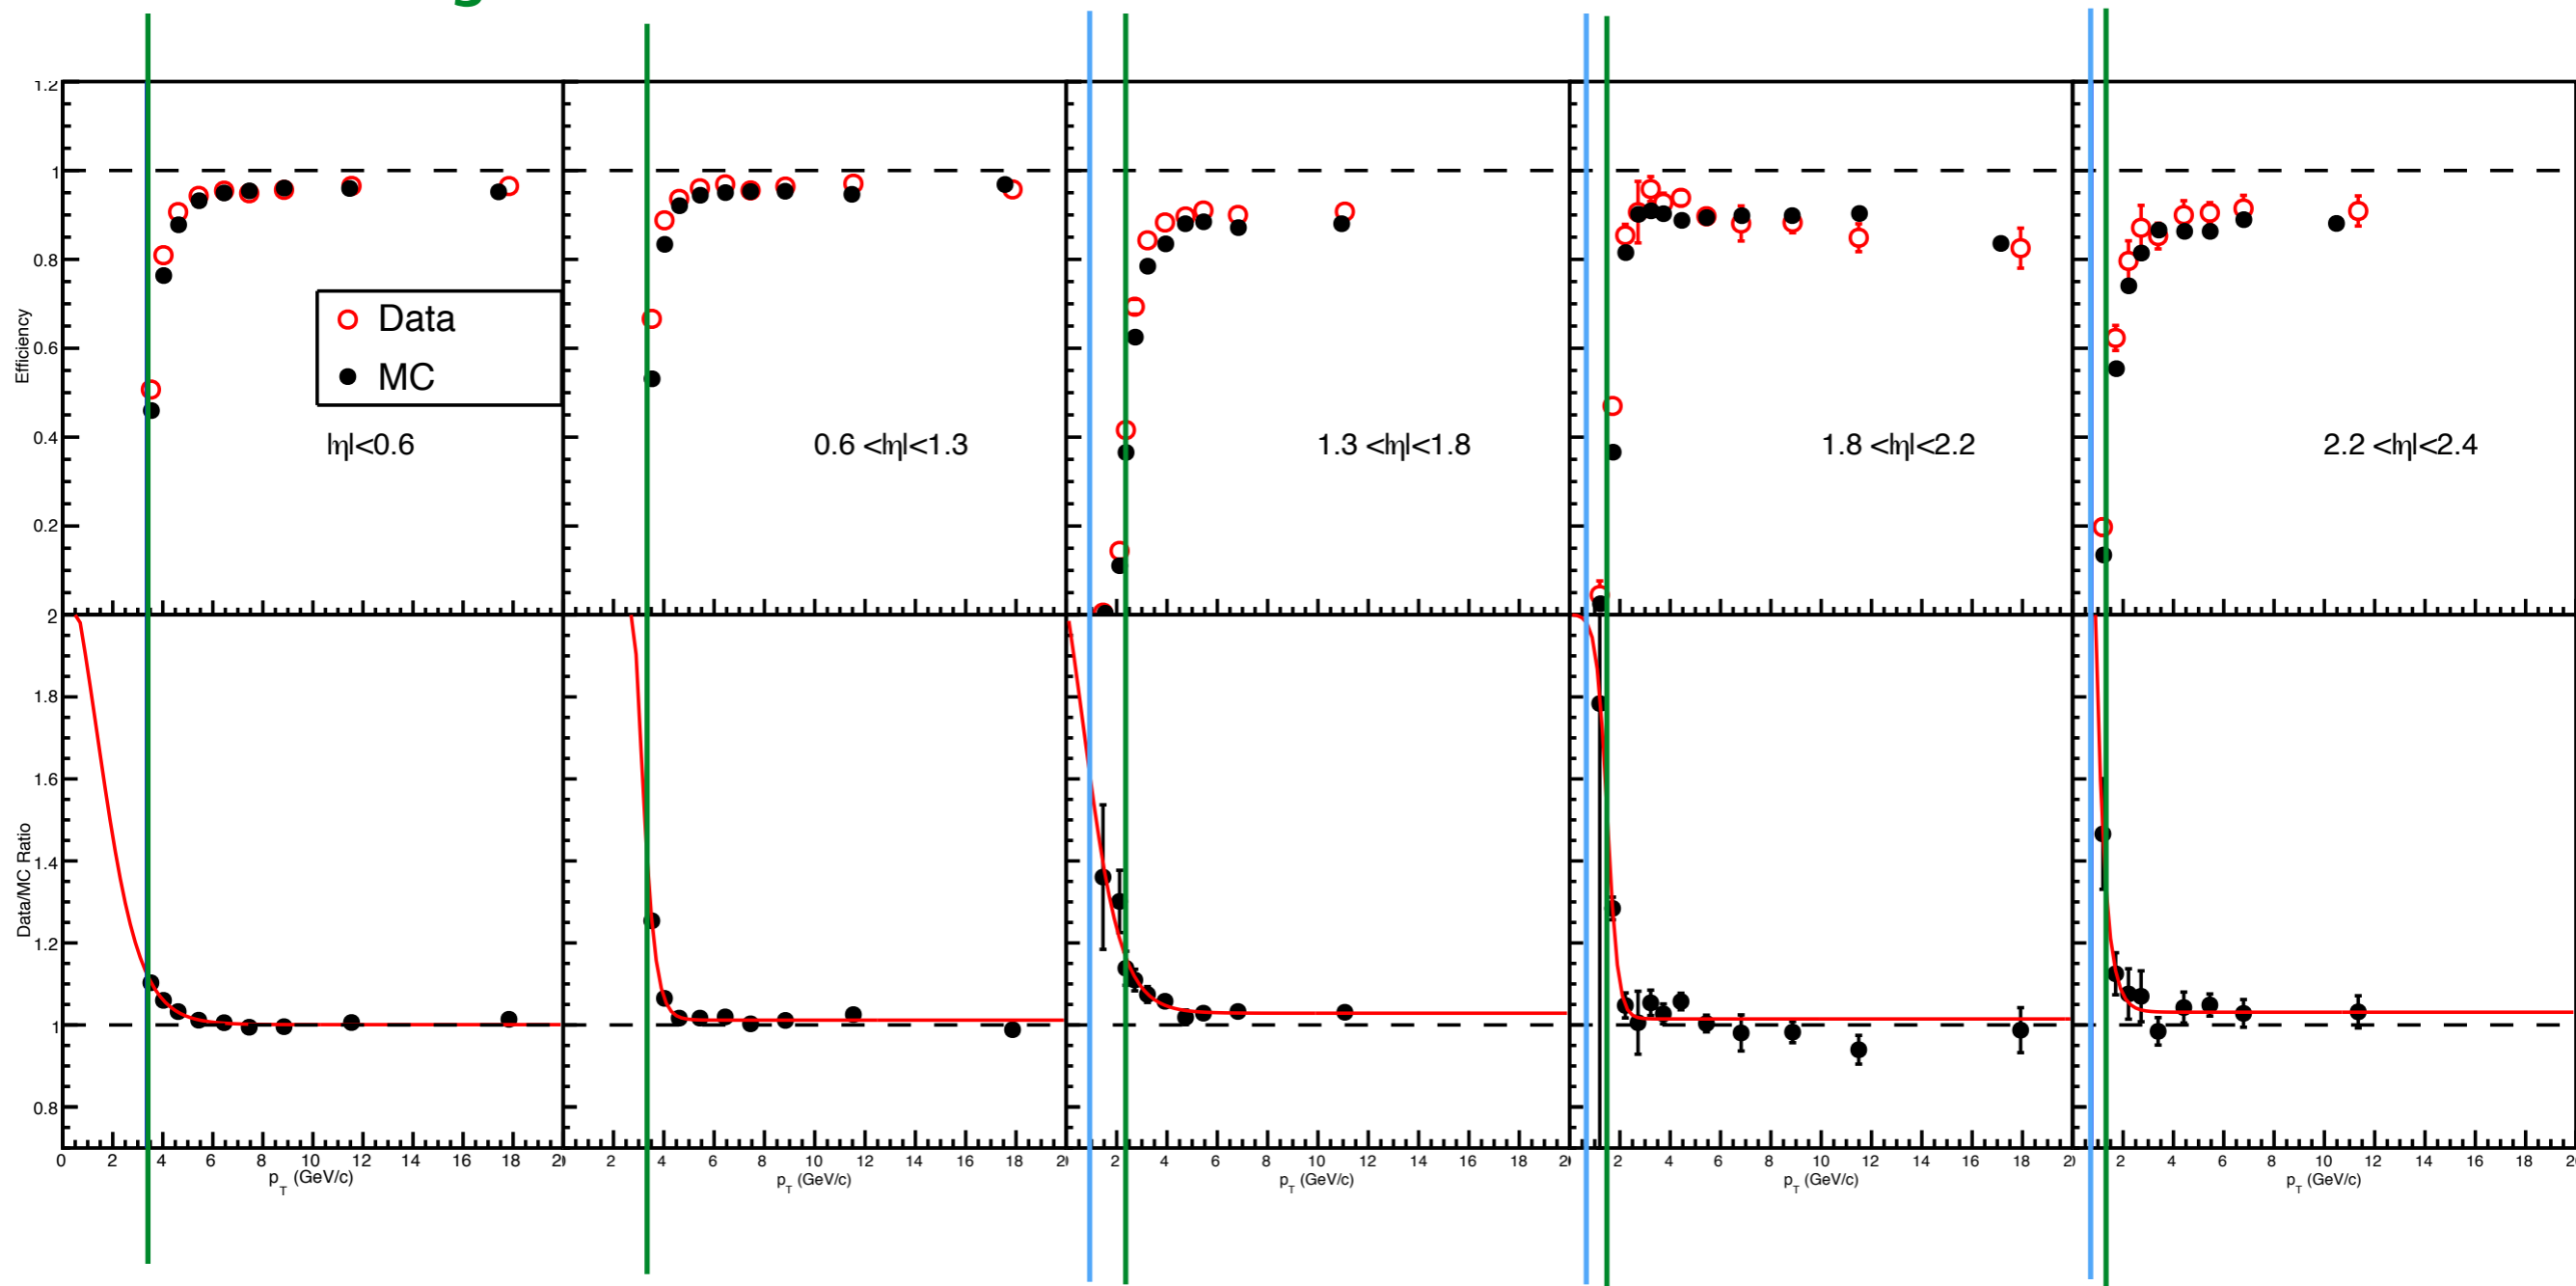 1.2
1
0.8
0.6
0.4
0.2
Efficiency
Data
MC
|η|<0.6
0.6 <|η|<1.3
1.3 <|η|<1.8
1.8 <|η|<2.2
2.2 <|η|<2.4
2
1.8
1.6
1.4
1.2
1
0.8
Data/MC Ratio
0 2 4 6 8 10 12 14 16 18
2 4 6 8 10 12 14 16 18
2 4 6 8 10 12 14 16 18
2 4 6 8 10 12 14 16 18
2 4 6 8 10 12 14 16 18
p_T (GeV/c)
p_T (GeV/c)
p_T (GeV/c)
p_T (GeV/c)
p_T (GeV/c)